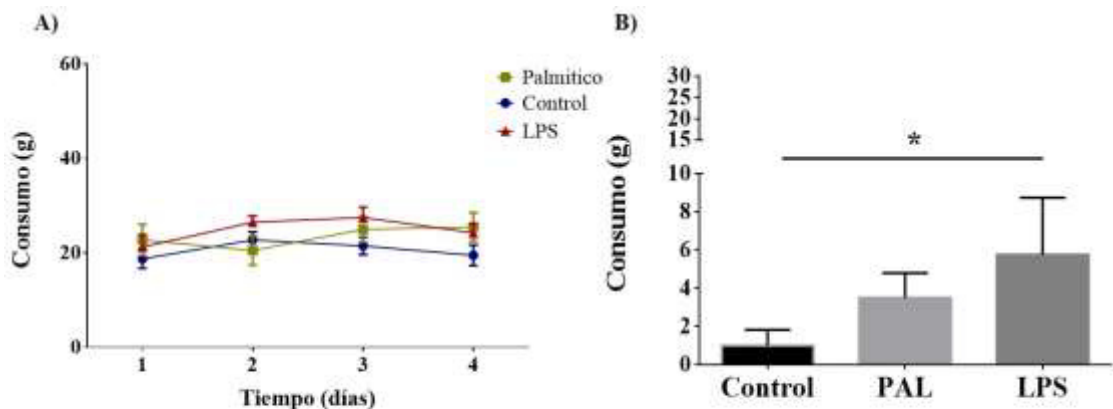 A)
60
40
20
0
Consumo (g)
1 2 3 4
Tiempo (días)
Palmitico
Control
LPS
B)
30
25
20
15
10
8
6
4
2
0
Consumo (g)
*
Control PAL LPS